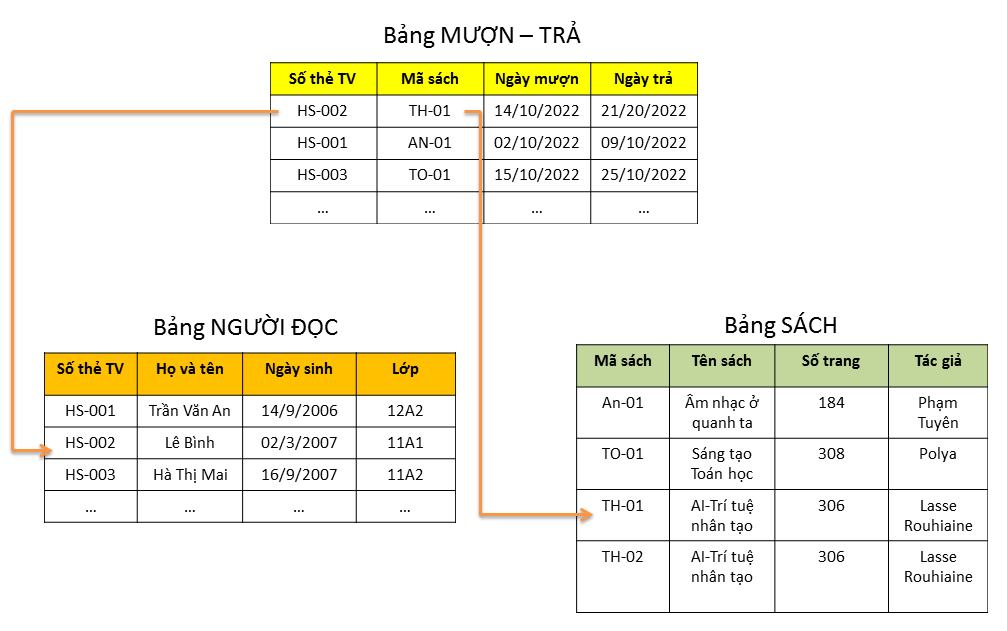 Bảng MƯỢN – TRẢ
Số thẻ TV Mã sách Ngày mượn Ngày trả
HS-002 TH-01 14/10/2022 21/20/2022
HS-001 AN-01 02/10/2022 09/10/2022
HS-003 TO-01 15/10/2022 25/10/2022
... ... ... ...
Bảng NGƯỜI ĐỌC
Số thẻ TV Họ và tên Ngày sinh Lớp
HS-001 Trần Văn An 14/9/2006 12A2
HS-002 Lê Bình 02/3/2007 11A1
HS-003 Hà Thị Mai 16/9/2007 11A2
... ... ... ...
Bảng SÁCH
Mã sách Tên sách Số trang Tác giả
An-01 Âm nhạc ở 184 Phạm
quanh ta Tuyên
TO-01 Sáng tạo 308 Polya
Toán học
TH-01 AI-Trí tuệ 306 Lasse
nhân tạo Rouhiaine
TH-02 AI-Trí tuệ 306 Lasse
nhân tạo Rouhiaine